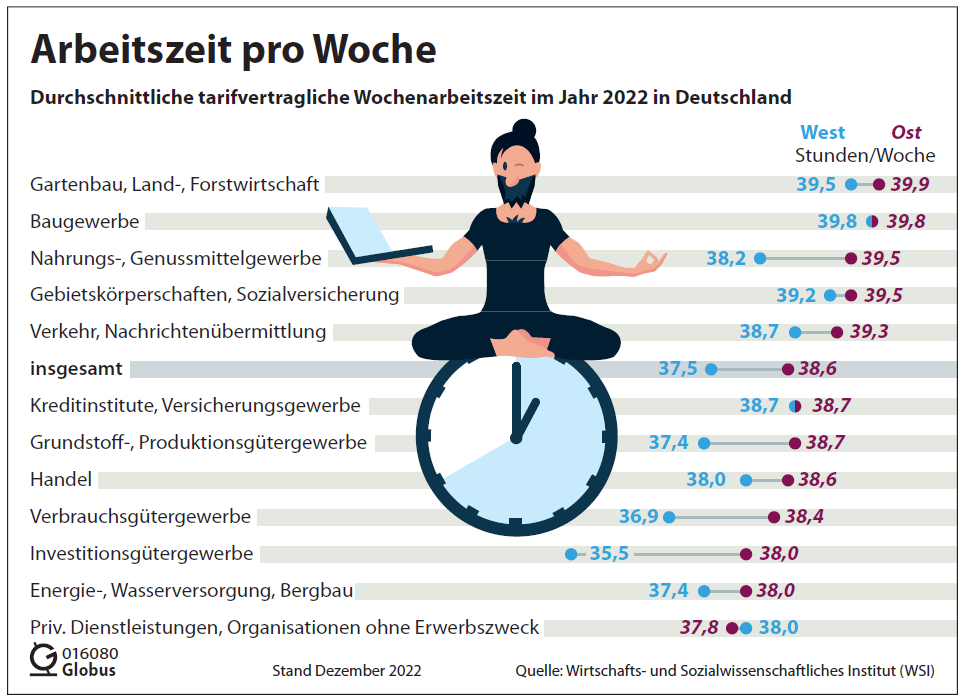 Arbeitszeit pro Woche
Durchschnittliche tarifvertragliche Wochenarbeitszeit im Jahr 2022 in Deutschland
West Ost
Stunden/Woche
Gartenbau, Land-, Forstwirtschaft 39,5 39,9
Baugewerbe 39,8 39,8
Nahrungs-, Genussmittelgewerbe 38,2 39,5
Gebietskörperschaften, Sozialversicherung 39,2 39,5
Verkehr, Nachrichtenübermittlung 38,7 39,3
insgesamt 37,5 38,6
Kreditinstitute, Versicherungsgewerbe 38,7 38,7
Grundstoff-, Produktionsgütergewerbe 37,4 38,7
Handel 38,0 38,6
Verbrauchsgütergewerbe 36,9 38,4
Investitionsgütergewerbe 35,5 38,0
Energie-, Wasserversorgung, Bergbau 37,4 38,0
Priv. Dienstleistungen, Organisationen ohne Erwerbszweck 37,8 38,0
016080
Globus
Stand Dezember 2022
Quelle: Wirtschafts- und Sozialwissenschaftliches Institut (WSI)